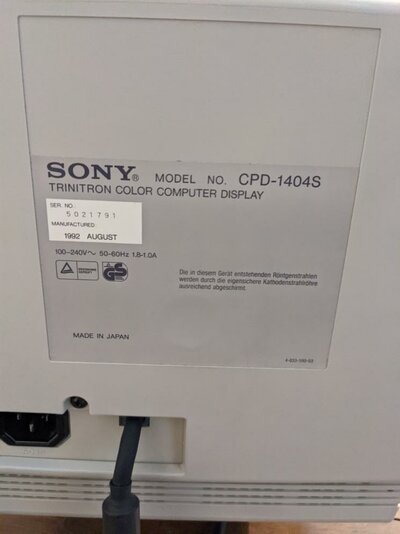 SONY® MODEL NO. CPD-1404S
TRINITRON COLOR COMPUTER DISPLAY
SER. NO.
5021791
MANUFACTURED
1992 AUGUST
100-240V~ 50-60Hz 1.8-1.0A
GS
Die in diesem Gerät entstehenden Röntgenstrahlen
werden durch die eigensichere Kathodenstrahlröhre
ausreichend abgeschirmt.
MADE IN JAPAN